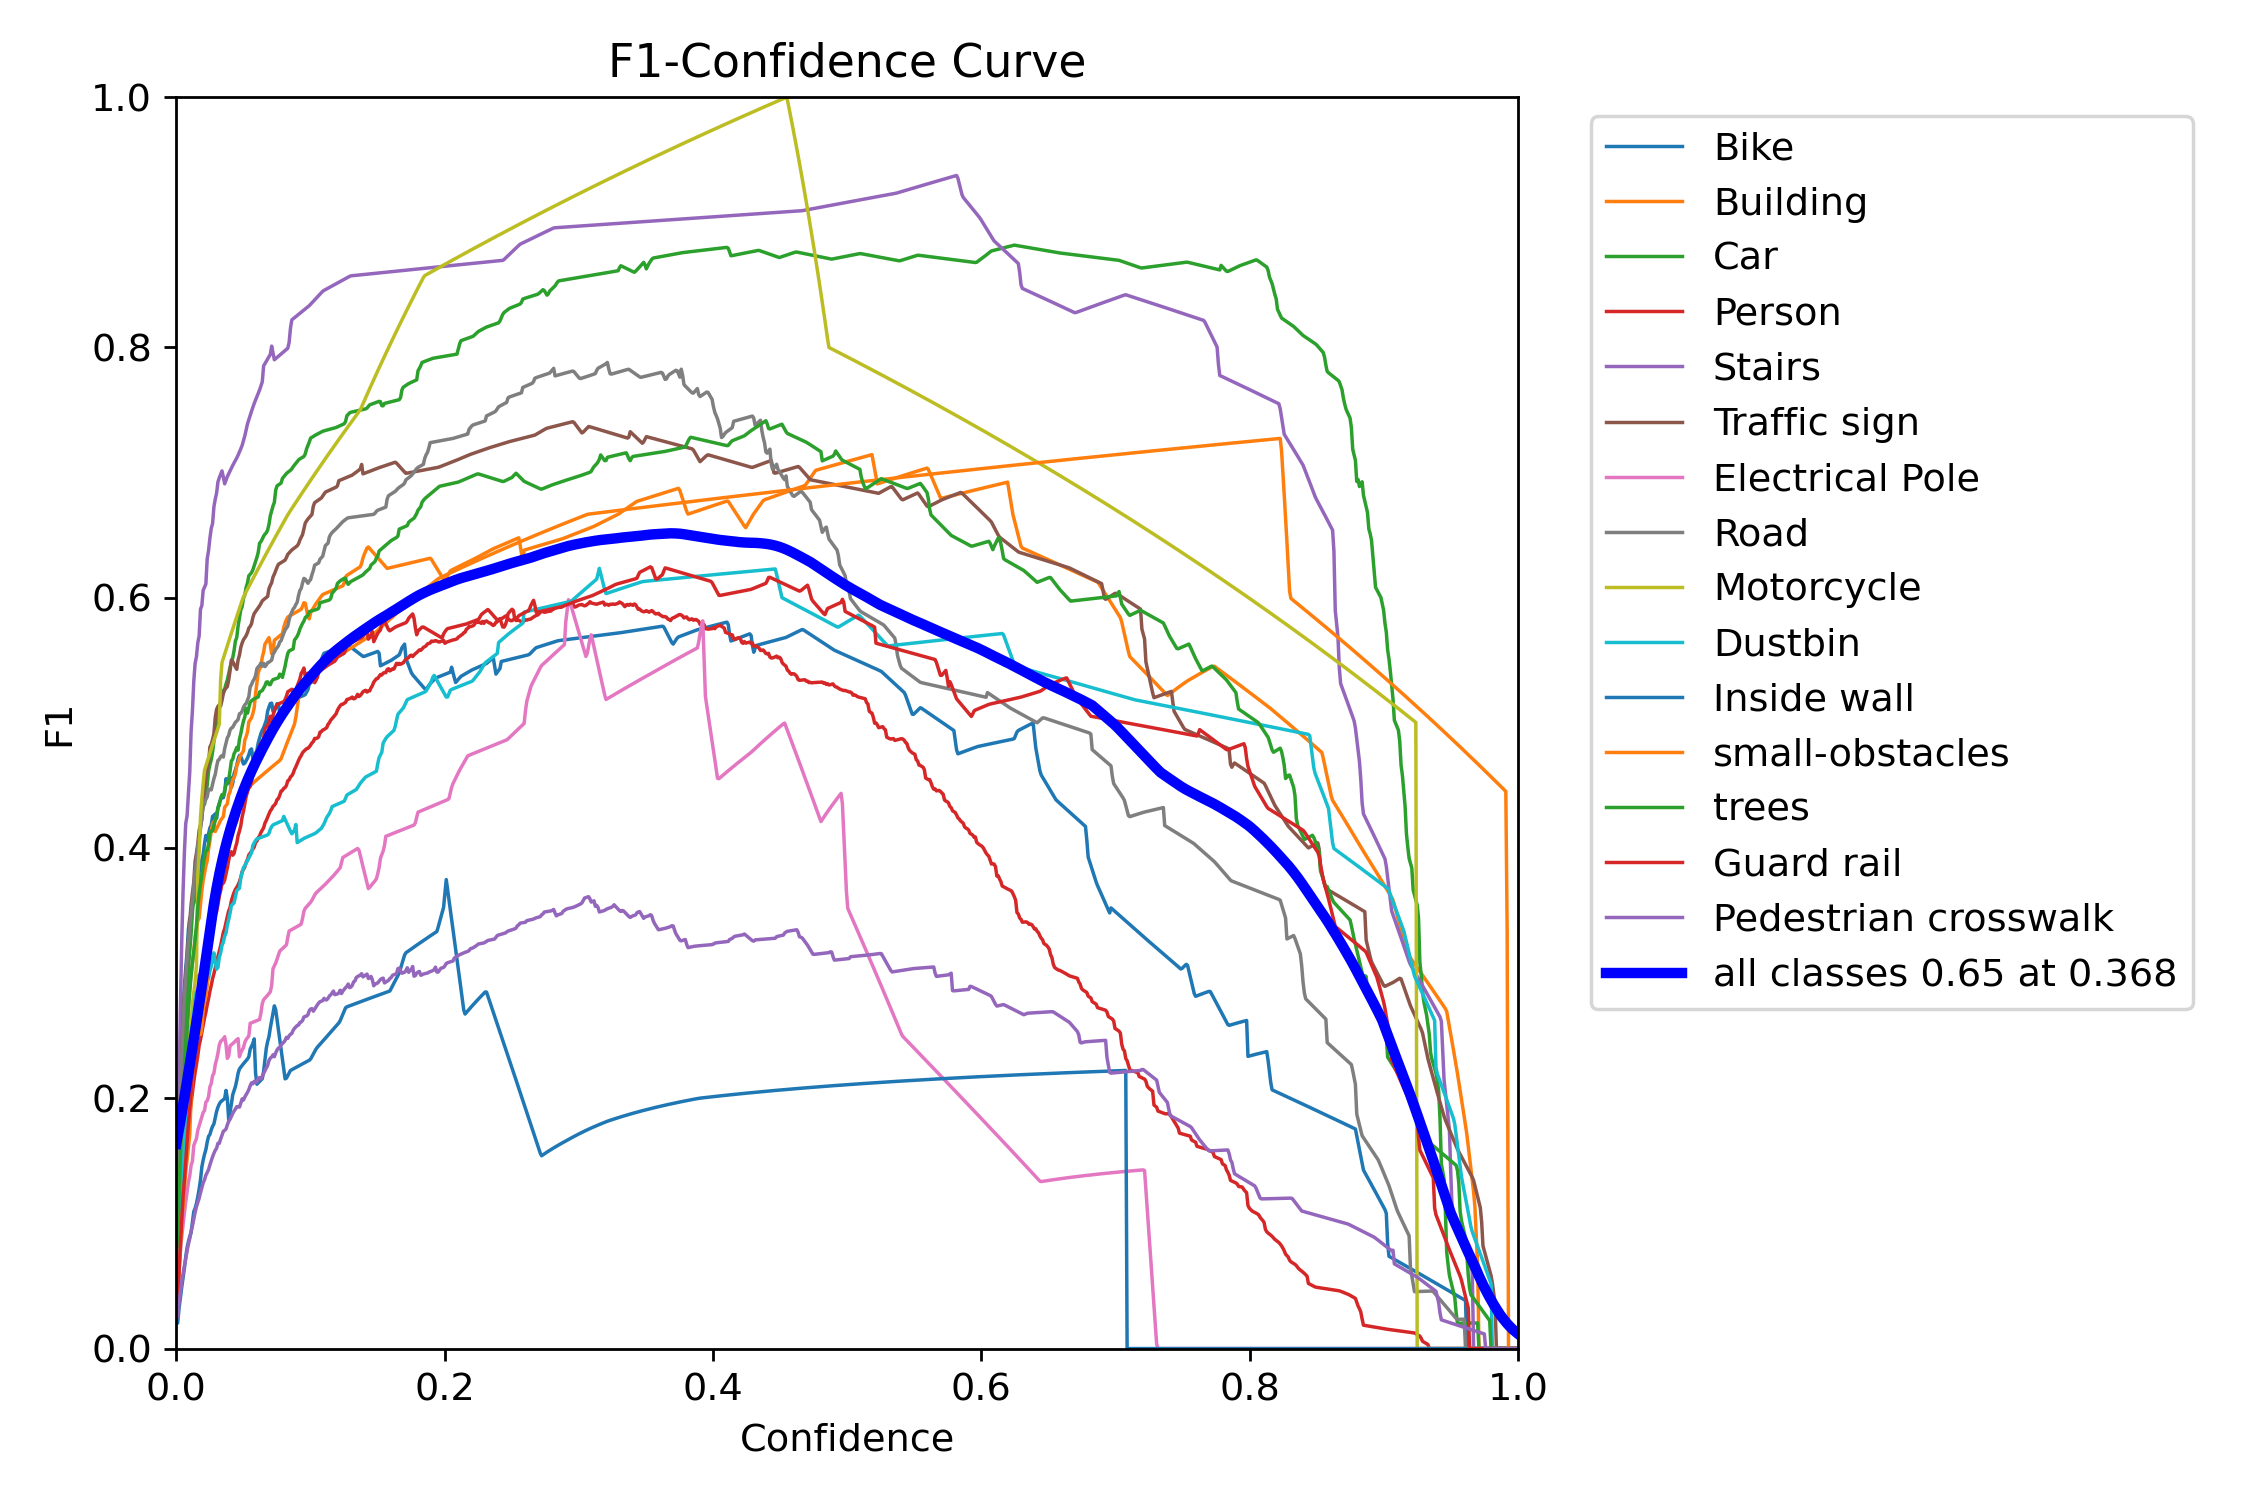 F1-Confidence Curve
1.0
0.8
0.6
0.4
0.2
0.0
F1
0.0 0.2 0.4 0.6 0.8 1.0
Confidence
Bike
Building
Car
Person
Stairs
Traffic sign
Electrical Pole
Road
Motorcycle
Dustbin
Inside wall
small-obstacles
trees
Guard rail
Pedestrian crosswalk
all classes 0.65 at 0.368